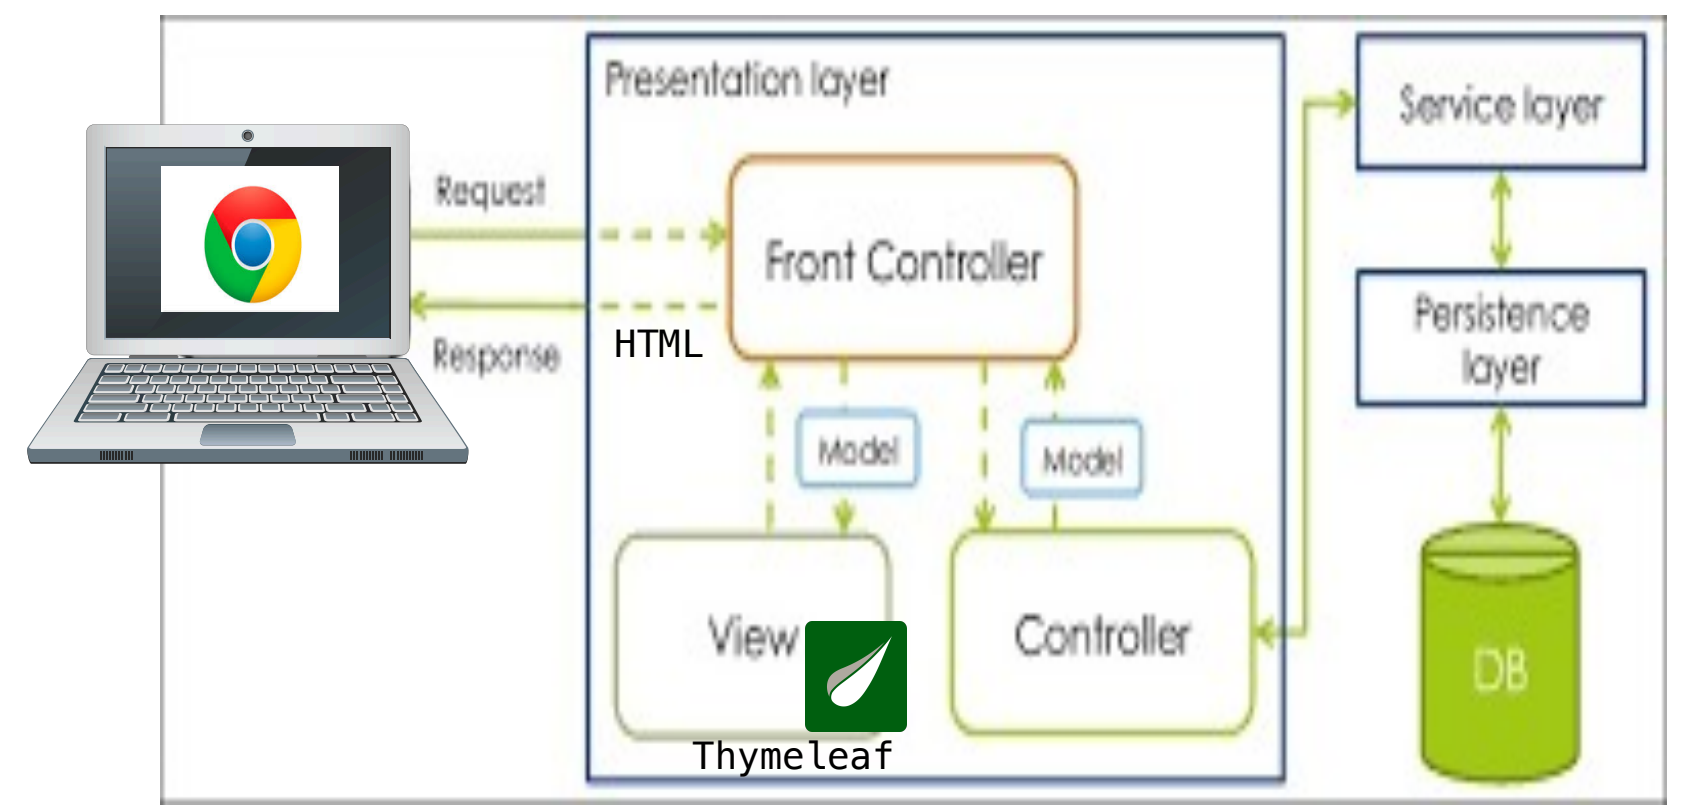 Presentation layer
Service layer
Request
Front Controller
Response
HTML
Persistence
layer
Model
Model
View
Controller
DB
Thymeleaf